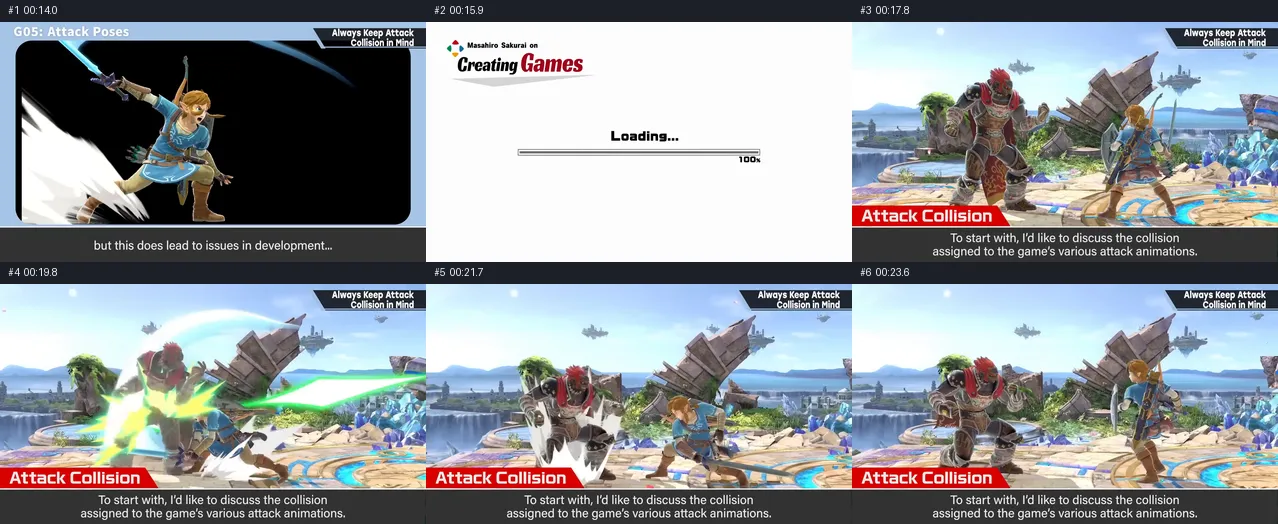 #1 00:14.0
G05: Attack Poses
Always Keep Attack
Collision in Mind
but this does lead to issues in development...
#2 00:15.9
Masahiro Sakurai on
Creating Games
Loading...
100%
#3 00:17.8
Always Keep Attack
Collision in Mind
Attack Collision
To start with, I'd like to discuss the collision
assigned to the game's various attack animations.
#4 00:19.8
Always Keep Attack
Collision in Mind
Attack Collision
To start with, I'd like to discuss the collision
assigned to the game's various attack animations.
#5 00:21.7
Always Keep Attack
Collision in Mind
Attack Collision
To start with, I'd like to discuss the collision
assigned to the game's various attack animations.
#6 00:23.6
Always Keep Attack
Collision in Mind
Attack Collision
To start with, I'd like to discuss the collision
assigned to the game's various attack animations.